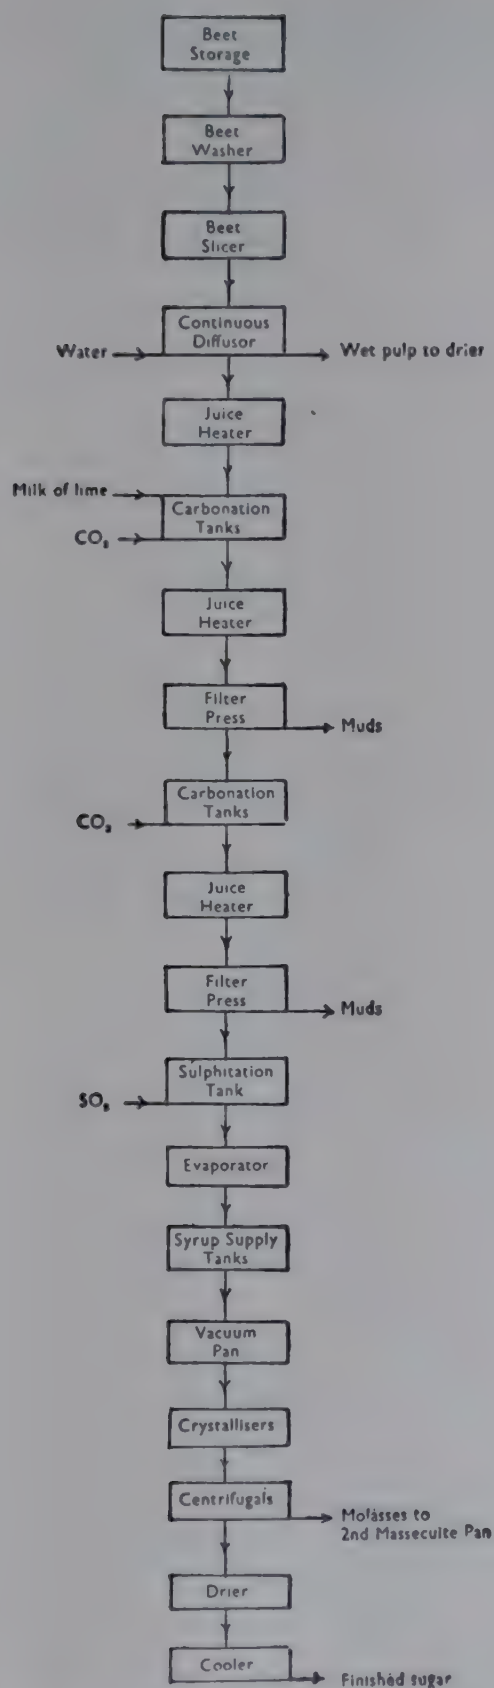 Beet
Storage
Beet
Washer
Beet
Slicer
Continuous
Diffusor
Water
Wet pulp to drier
Juice
Heater
Milk of lime
Carbonation
Tanks
CO₂
Juice
Heater
Filter
Press
Muds
Carbonation
Tanks
CO₂
Juice
Heater
Filter
Press
Muds
Sulphitation
Tank
SO₂
Evaporator
Syrup Supply
Tanks
Vacuum
Pan
Crystallisers
Centrifugals
Molasses to
2nd Massecuite Pan
Drier
Cooler
Finished sugar